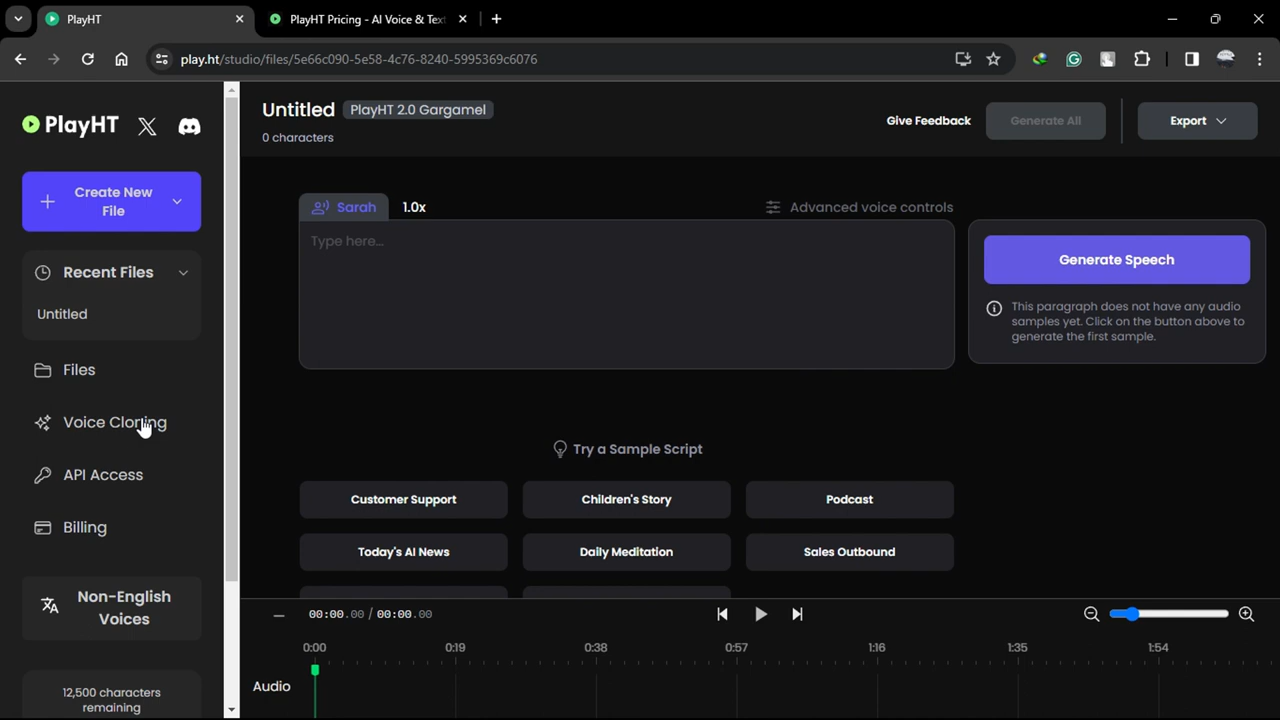 PlayHT
PlayHT Pricing - AI Voice & Tex
play.ht/studio/files/5e66c090-5e58-4c76-8240-5995369c6076
PlayHT
Create New
File
Recent Files
Untitled
Files
Voice Cloning
API Access
Billing
Non-English
Voices
12,500 characters
remaining
Untitled PlayHT 2.0 Gargamel
0 characters
Give Feedback
Generate All
Export
Sarah 1.0x
Advanced voice controls
Type here...
Generate Speech
This paragraph does not have any audio
samples yet. Click on the button above to
generate the first sample.
Try a Sample Script
Customer Support
Children's Story
Podcast
Today's AI News
Daily Meditation
Sales Outbound
00:00.00 / 00:00.00
0:00 0:19 0:38 0:57 1:16 1:35 1:54
Audio